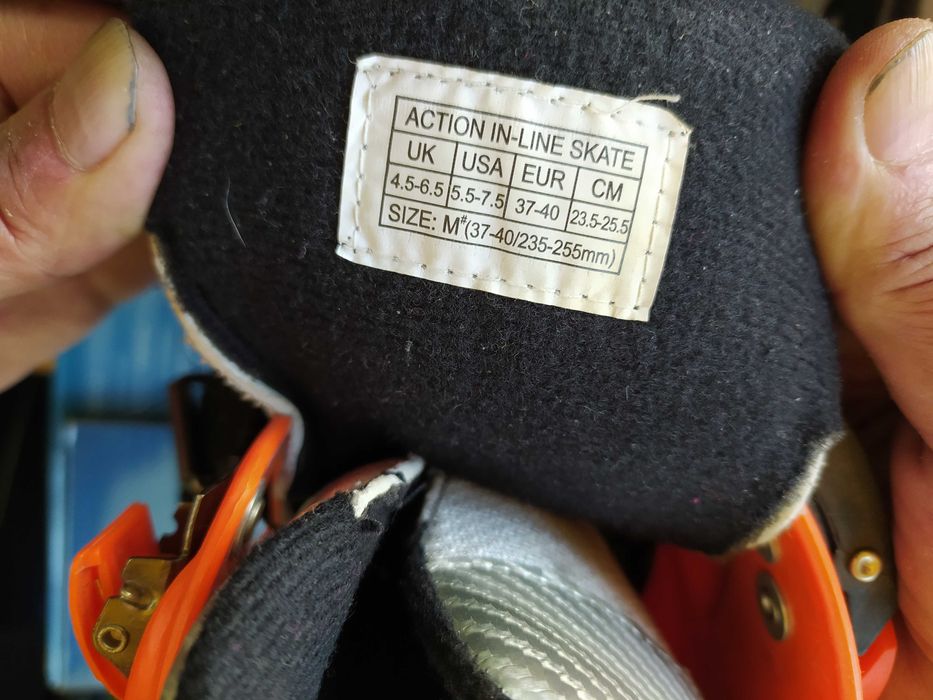 ACTION IN-LINE SKATE
UK USA EUR CM
4.5-6.5 5.5-7.5 37-40 23.5-25.5
SIZE: M#(37-40/235-255mm)